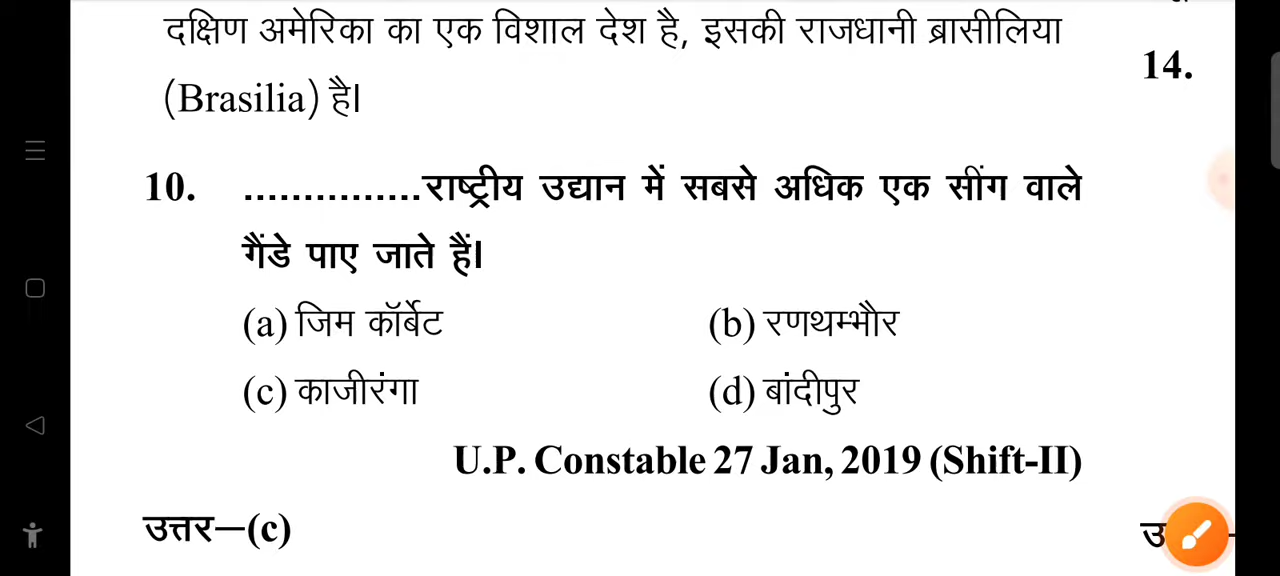 दक्षिण अमेरिका का एक विशाल देश है, इसकी राजधानी ब्रासीलिया
(Brasilia) है।
14.
10. ...............राष्ट्रीय उद्यान में सबसे अधिक एक सींग वाले
गैंडे पाए जाते हैं।
(a) जिम कॉर्बेट (b) रणथम्भौर
(c) काजीरंगा (d) बांदीपुर
U.P. Constable 27 Jan, 2019 (Shift-II)
उत्तर–(c)